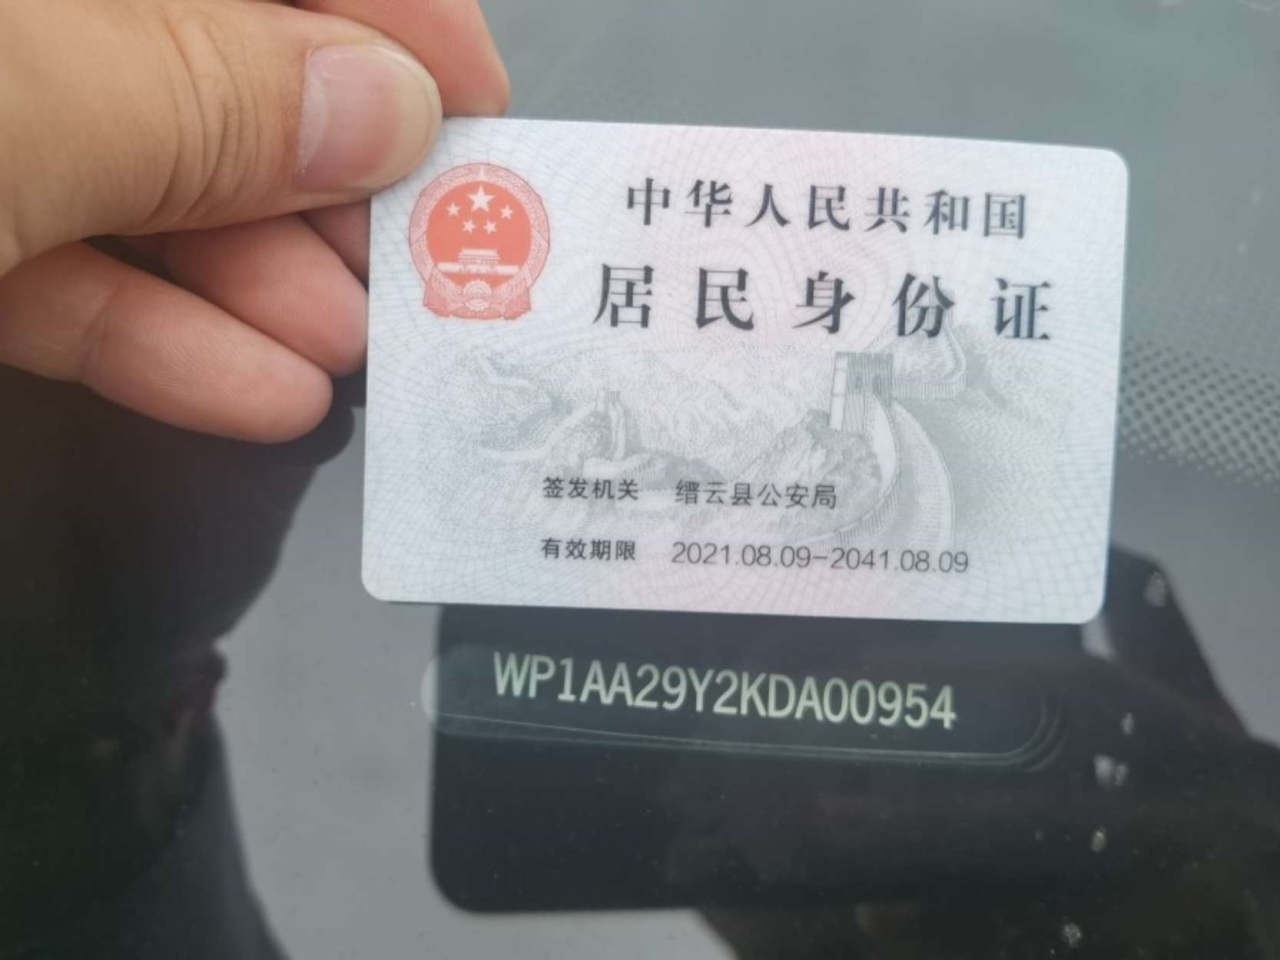 中华人民共和国
居民身份证
签发机关 缙云县公安局
有效期限 2021.08.09-2041.08.09
WP1AA29Y2KDA00954